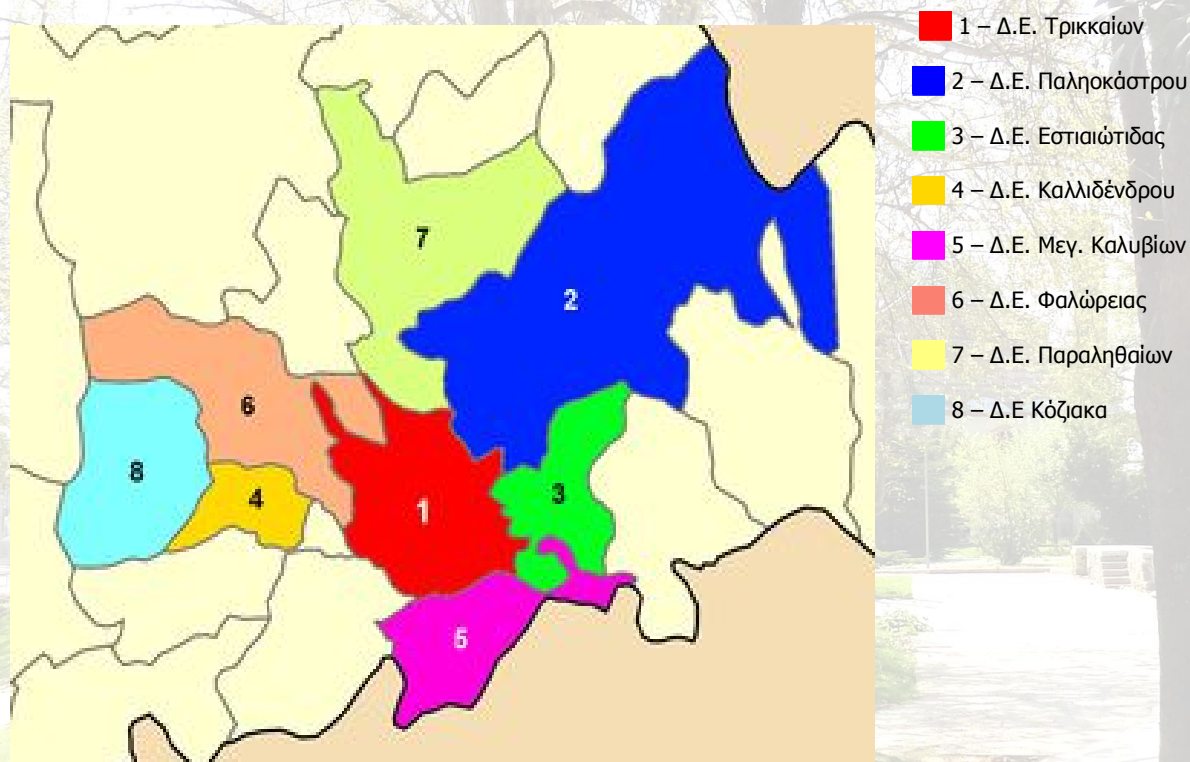 1 – Δ.Ε. Τρικκαίων
2 – Δ.Ε. Παληοκάστρου
3 – Δ.Ε. Εστιαιώτιδας
4 – Δ.Ε. Καλλιδένδρου
5 – Δ.Ε. Μεγ. Καλυβίων
6 – Δ.Ε. Φαλώρειας
7 – Δ.Ε. Παραληθαίων
8 – Δ.Ε Κόζιακα
7
2
6
8
4
1
3
5